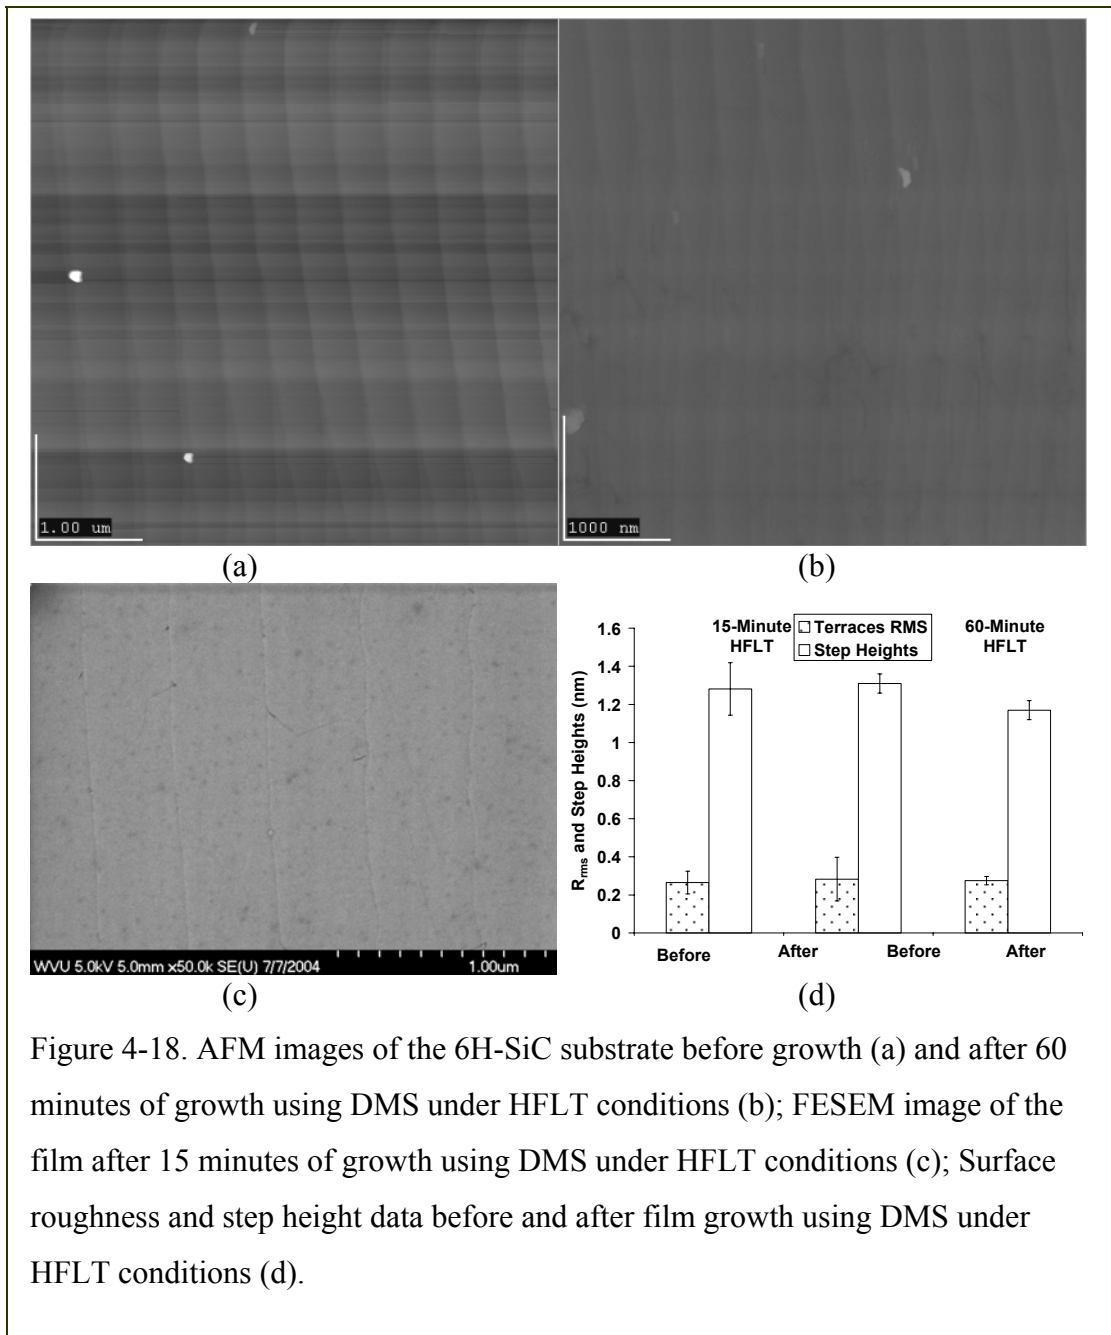 1.00 um
1000 nm
(a)
(b)
WVU 5.0kV 5.0mm x50.0k SE(U) 7/7/2004
1.00um
(c)
15-Minute
HFLT
Terraces RMS
Step Heights
60-Minute
HFLT
Rrms and Step Heights (nm)
1.6
1.4
1.2
1
0.8
0.6
0.4
0.2
0
Before
After
Before
After
(d)
Figure 4-18. AFM images of the 6H-SiC substrate before growth (a) and after 60
minutes of growth using DMS under HFLT conditions (b); FESEM image of the
film after 15 minutes of growth using DMS under HFLT conditions (c); Surface
roughness and step height data before and after film growth using DMS under
HFLT conditions (d).